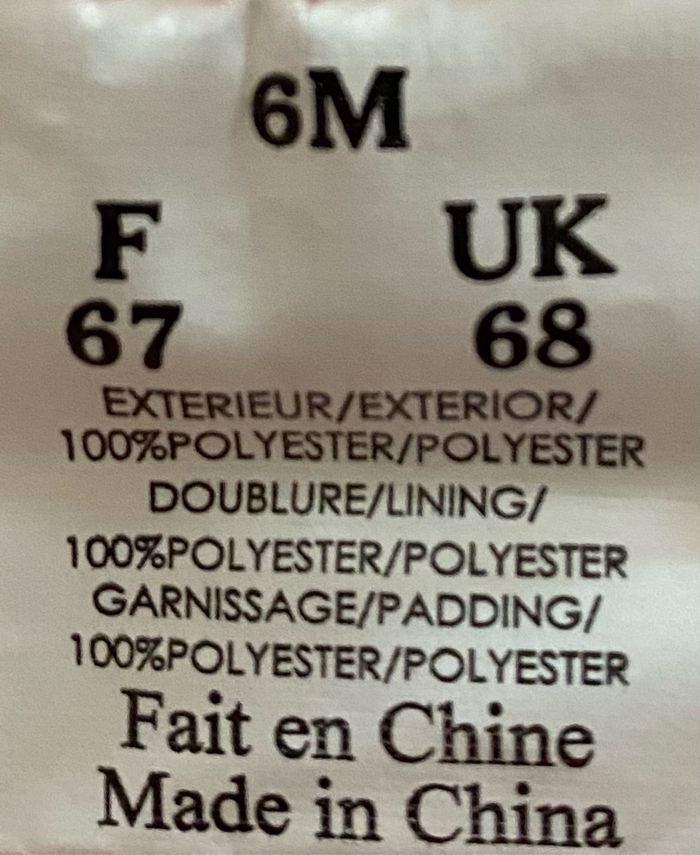 6M
F UK
67 68
EXTERIEUR/EXTERIOR/
100%POLYESTER/POLYESTER
DOUBLURE/LINING/
100%POLYESTER/POLYESTER
GARNISSAGE/PADDING/
100%POLYESTER/POLYESTER
Fait en Chine
Made in China